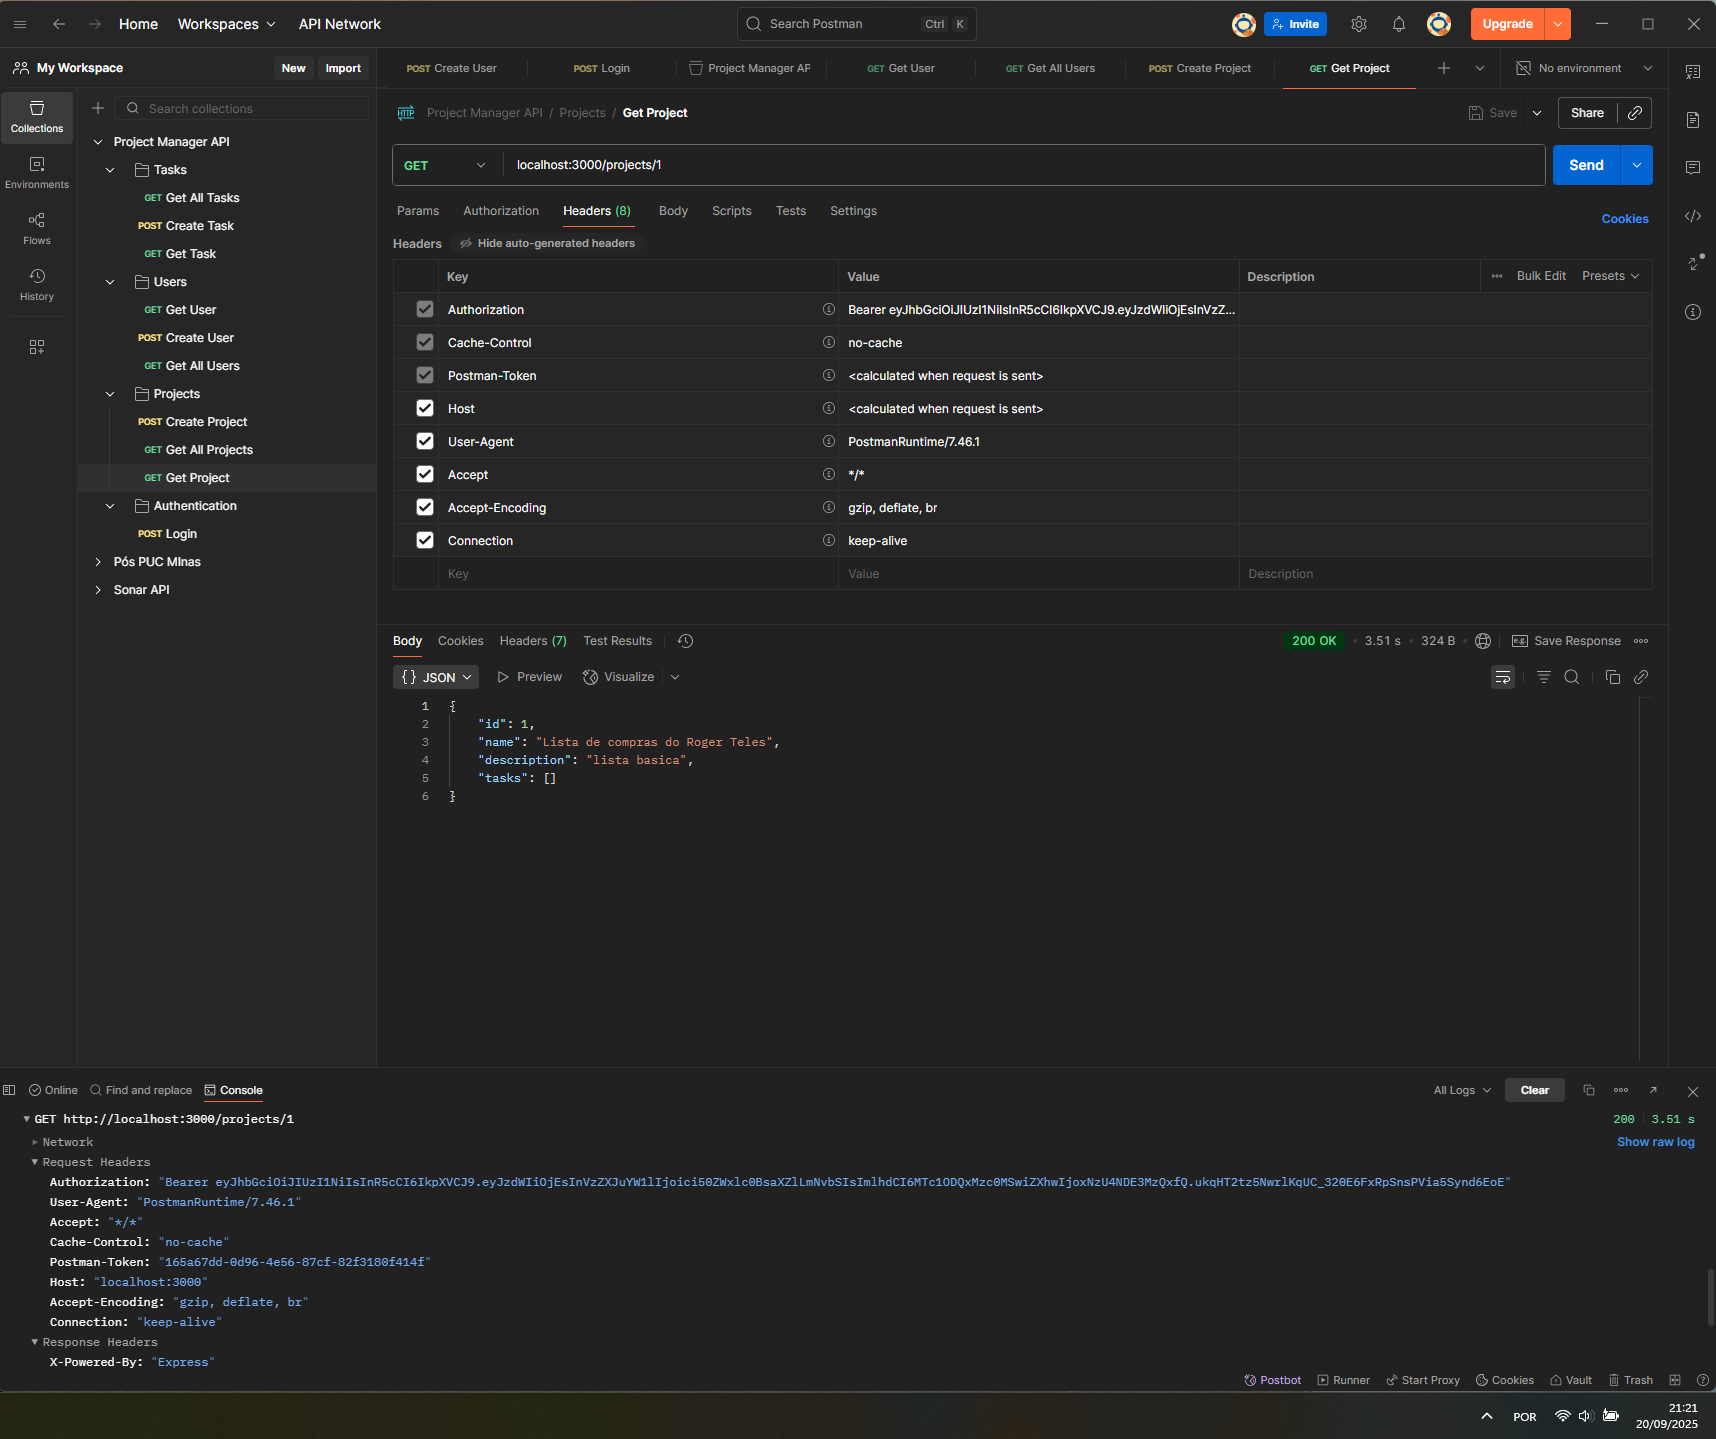 Home Workspaces API Network Search Postman Ctrl K Invite Upgrade
My Workspace New Import
POST Create User POST Login Project Manager AP GET Get User GET Get All Users POST Create Project GET Get Project No environment
Collections
Environments
Flows
History
Search collections
Project Manager API
Tasks
GET Get All Tasks
POST Create Task
GET Get Task
Users
GET Get User
POST Create User
GET Get All Users
Projects
POST Create Project
GET Get All Projects
GET Get Project
Authentication
POST Login
Pós PUC MInas
Sonar API
HTTP Project Manager API / Projects / Get Project Save Share
GET localhost:3000/projects/1 Send
Params Authorization Headers (8) Body Scripts Tests Settings Cookies
Headers Hide auto-generated headers
Key Value Description Bulk Edit Presets
Authorization Bearer eyJhbGciOiJIUzI1NiIsInR5cCI6IkpXVCJ9.eyJzdWIiOjEsInVzZ...
Cache-Control no-cache
Postman-Token <calculated when request is sent>
Host <calculated when request is sent>
User-Agent PostmanRuntime/7.46.1
Accept */*
Accept-Encoding gzip, deflate, br
Connection keep-alive
Key Value Description
Body Cookies Headers (7) Test Results 200 OK 3.51 s 324 B e.g. Save Response
{} JSON Preview Visualize
1 {
2 "id": 1,
3 "name": "Lista de compras do Roger Teles",
4 "description": "lista basica",
5 "tasks": []
6 }
Online Find and replace Console All Logs Clear
GET http://localhost:3000/projects/1 200 3.51 s
Network Show raw log
Request Headers
Authorization: "Bearer eyJhbGciOiJIUzI1NiIsInR5cCI6IkpXVCJ9.eyJzdWIiOjEsInVzZXJuYW1lIjoici50ZWxlc0BsaXZlLmNvbSIsImlhdCI6MTc1ODQxMzc0MSwiZXhwIjoxNzU4NDE3MzQxfQ.ukqHT2tz5NwrlKqUC_320E6FxRpSnsPVia5Synd6EoE"
User-Agent: "PostmanRuntime/7.46.1"
Accept: "*/*"
Cache-Control: "no-cache"
Postman-Token: "165a67dd-0d96-4e56-87cf-82f3180f414f"
Host: "localhost:3000"
Accept-Encoding: "gzip, deflate, br"
Connection: "keep-alive"
Response Headers
X-Powered-By: "Express"
Postbot Runner Start Proxy Cookies Vault Trash
POR 21:21
20/09/2025